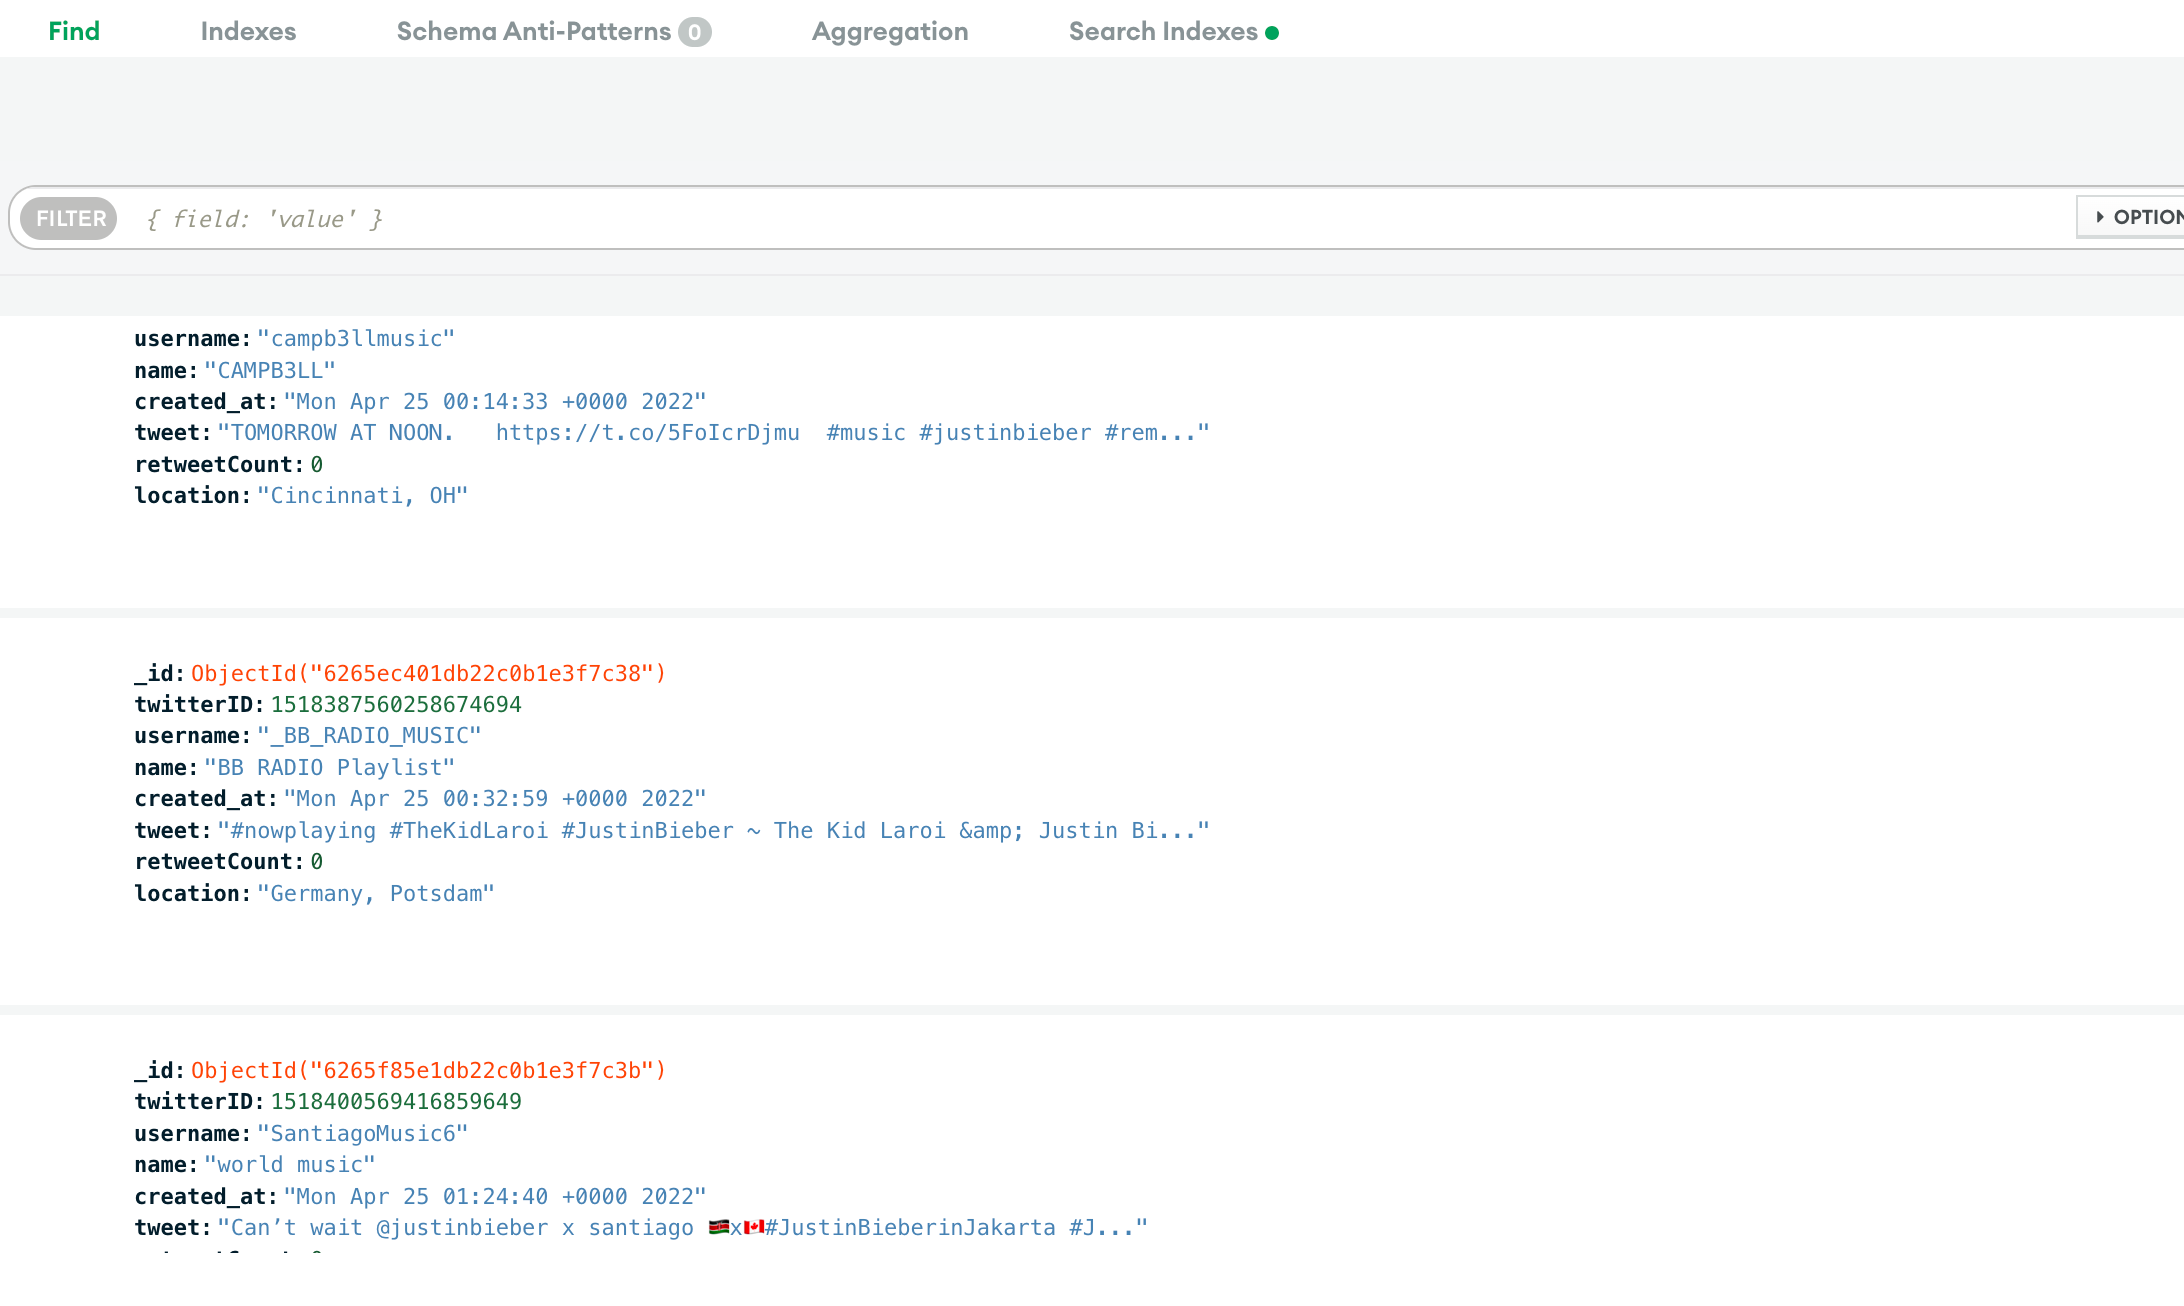 Find Indexes Schema Anti-Patterns 0 Aggregation Search Indexes
FILTER { field: 'value' } OPTION
username: "campb3llmusic"
name: "CAMPB3LL"
created_at: "Mon Apr 25 00:14:33 +0000 2022"
tweet: "TOMORROW AT NOON.   https://t.co/5FoIcrDjmu  #music #justinbieber #rem..."
retweetCount: 0
location: "Cincinnati, OH"
_id: ObjectId("6265ec401db22c0b1e3f7c38")
twitterID: 1518387560258674694
username: "_BB_RADIO_MUSIC"
name: "BB RADIO Playlist"
created_at: "Mon Apr 25 00:32:59 +0000 2022"
tweet: "#nowplaying #TheKidLaroi #JustinBieber ~ The Kid Laroi &amp; Justin Bi..."
retweetCount: 0
location: "Germany, Potsdam"
_id: ObjectId("6265f85e1db22c0b1e3f7c3b")
twitterID: 1518400569416859649
username: "SantiagoMusic6"
name: "world music"
created_at: "Mon Apr 25 01:24:40 +0000 2022"
tweet: "Can’t wait @justinbieber x santiago 🇰🇪x🇨🇦#JustinBieberinJakarta #J..."